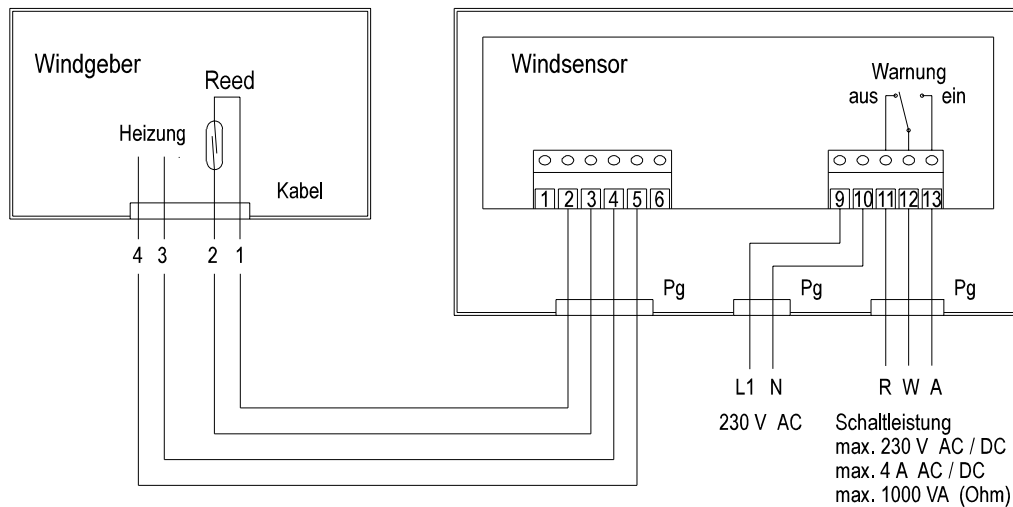 Windgeber
Reed
Heizung
Kabel
4 3 2 1
Windsensor
Warnung
aus ein
1 2 3 4 5 6
9 10 11 12 13
Pg Pg Pg
L1 N
230 V AC
R W A
Schaltleistung
max. 230 V AC / DC
max. 4 A AC / DC
max. 1000 VA (Ohm)